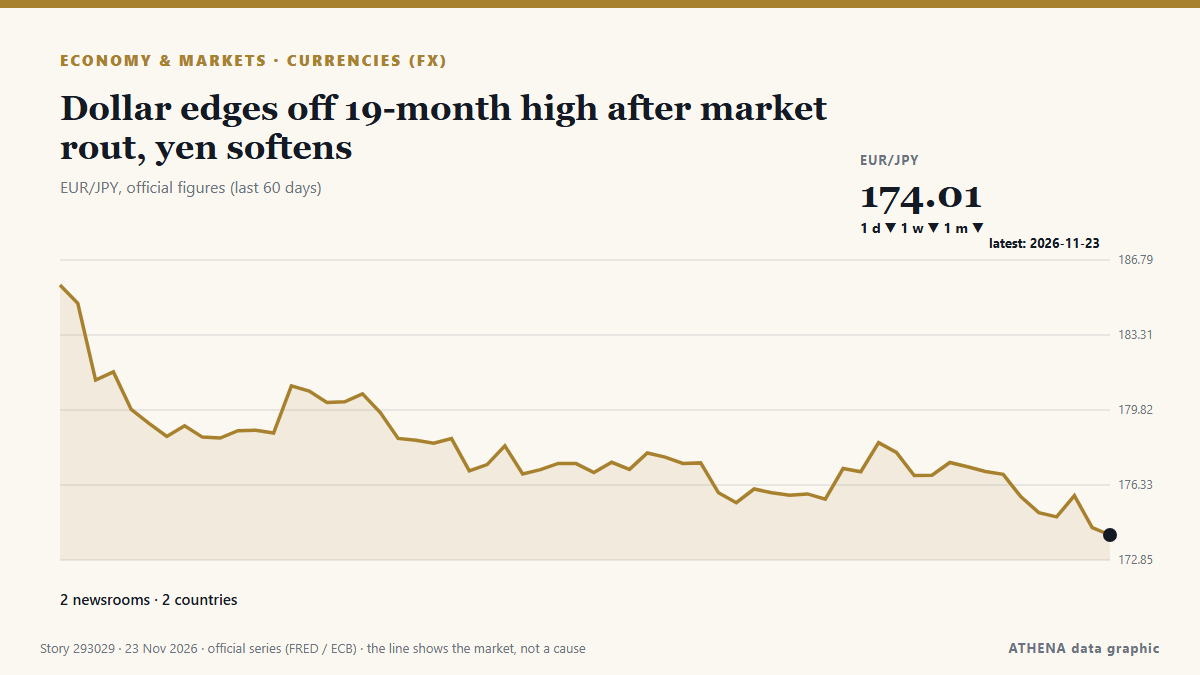 ECONOMY & MARKETS · CURRENCIES (FX)
Dollar edges off 19-month high after market
rout, yen softens
EUR/JPY, official figures (last 60 days)
EUR/JPY
174.01
1 d ▼ 1 w ▼ 1 m ▼
latest: 2026-11-23
186.79
183.31
179.82
176.33
172.85
2 newsrooms · 2 countries
Story 293029 · 23 Nov 2026 · official series (FRED / ECB) · the line shows the market, not a cause
ATHENA data graphic